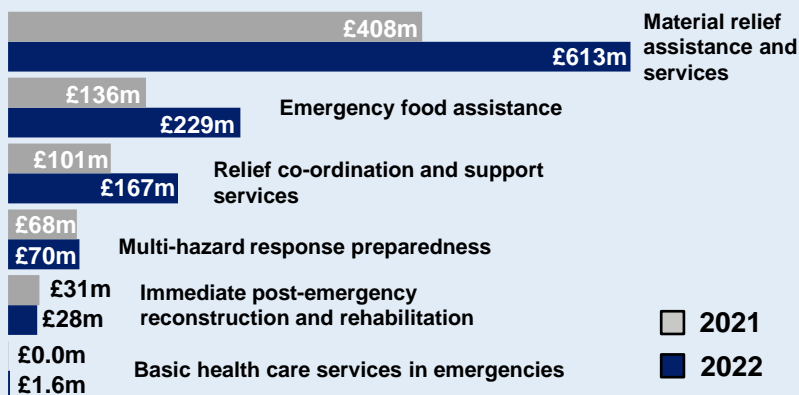 £408m
£613m
Material relief
assistance and
services
£136m
£229m
Emergency food assistance
£101m
£167m
Relief co-ordination and support
services
£68m
£70m
Multi-hazard response preparedness
£31m
£28m
Immediate post-emergency
reconstruction and rehabilitation
£0.0m
£1.6m
Basic health care services in emergencies
2021
2022